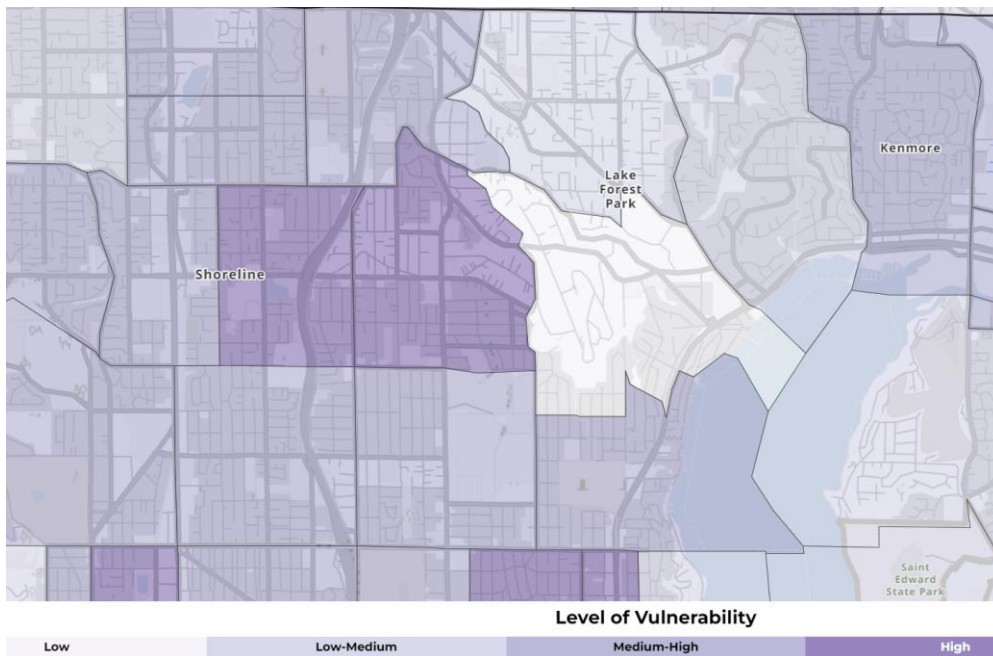 Kenmore
Lake
Forest
Park
Shoreline
Saint
Edward
State Park
Level of Vulnerability
Low Low-Medium Medium-High High